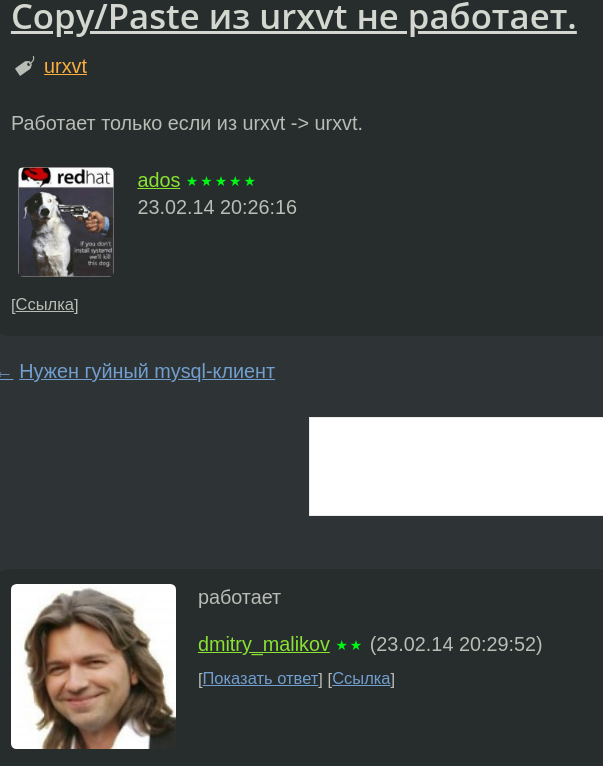 Copy/Paste из urxvt не работает.
urxvt
Работает только если из urxvt -> urxvt.
redhat
if you don't
install systemd
we'll kill
this dog.
ados ★★★★★
23.02.14 20:26:16
[Ссылка]
← Нужен гуйный mysql-клиент
работает
dmitry_malikov ★★ (23.02.14 20:29:52)
[Показать ответ] [Ссылка]